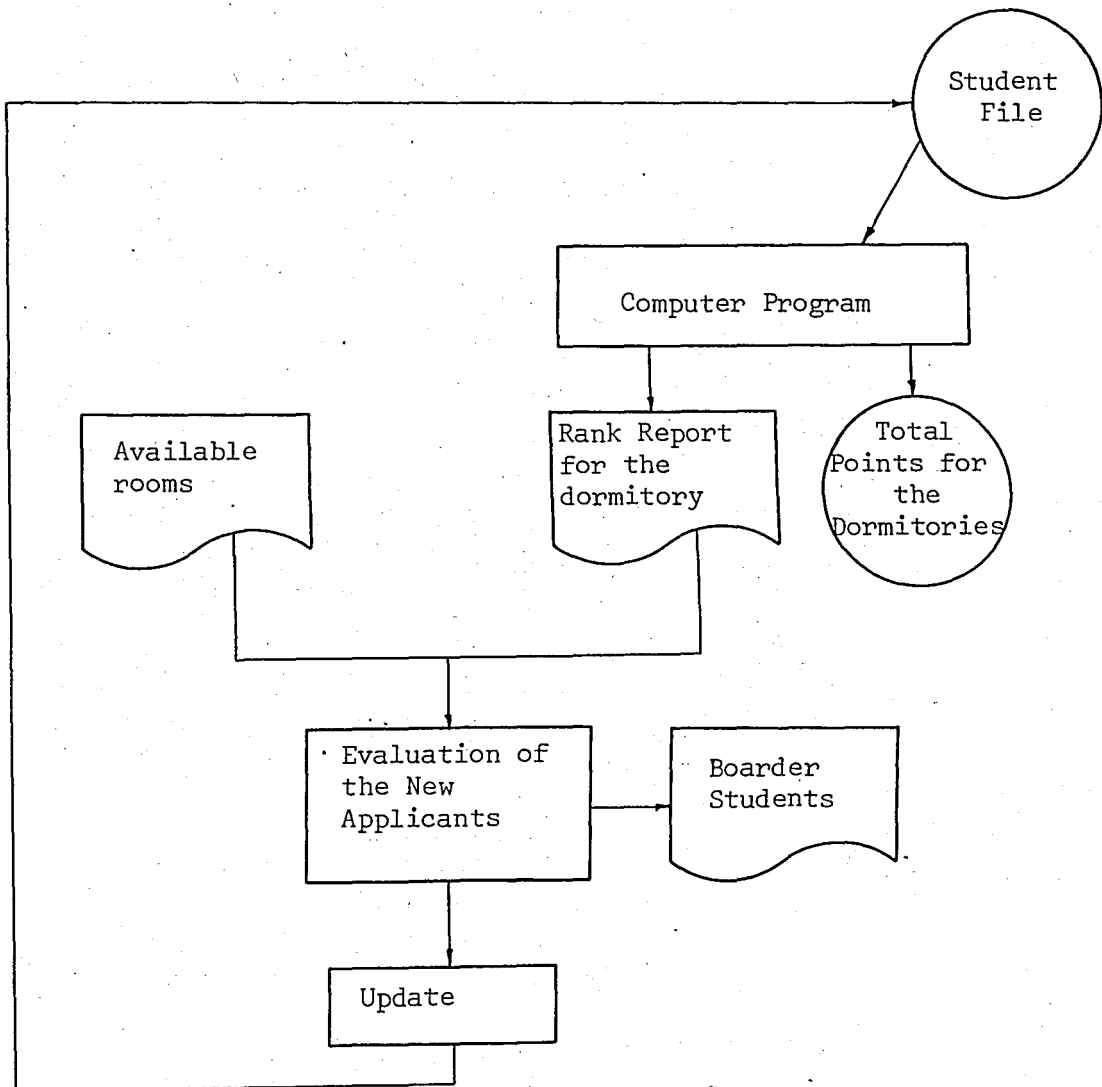 Student
File
Computer Program
Available
rooms
Rank Report
for the
dormitory
Total
Points for
the
Dormitories
Evaluation of
the New
Applicants
Boarder
Students
Update